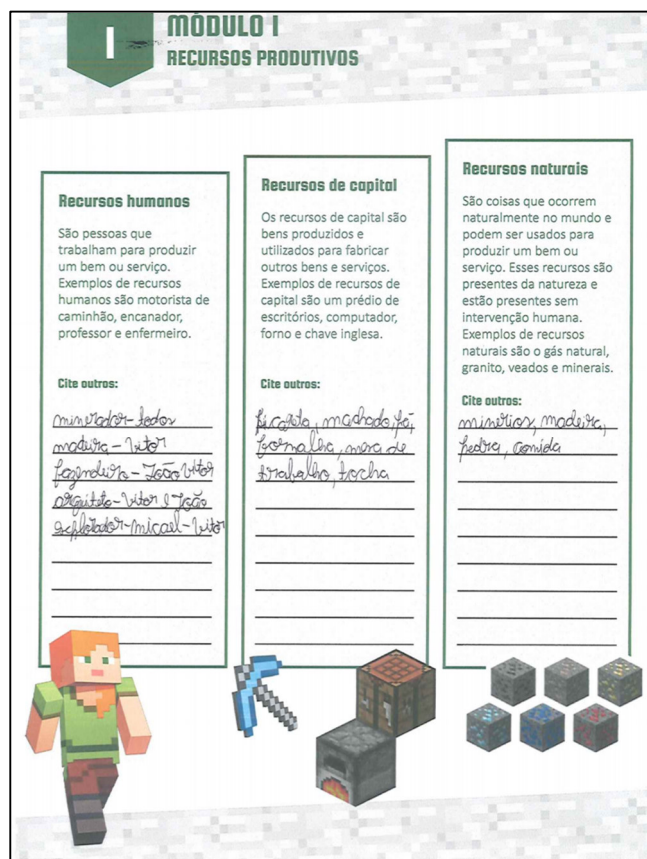 I
MÓDULO I
RECURSOS PRODUTIVOS
Recursos humanos
São pessoas que
trabalham para produzir
um bem ou serviço.
Exemplos de recursos
humanos são motorista de
caminhão, encanador,
professor e enfermeiro.
Cite outros:
minerador - todos
madeira - Vitor
fazendeiro - João Vitor
arquiteto - Vitor e João
explorador - micael - Vitor
Recursos de capital
Os recursos de capital são
bens produzidos e
utilizados para fabricar
outros bens e serviços.
Exemplos de recursos de
capital são um prédio de
escritórios, computador,
forno e chave inglesa.
Cite outros:
picareta, machado, pá,
fornalha, mesa de
trabalho, tocha
Recursos naturais
São coisas que ocorrem
naturalmente no mundo e
podem ser usados para
produzir um bem ou
serviço. Esses recursos são
presentes da natureza e
estão presentes sem
intervenção humana.
Exemplos de recursos
naturais são o gás natural,
granito, veados e minerais.
Cite outros:
minerios, madeira,
pedra, comida